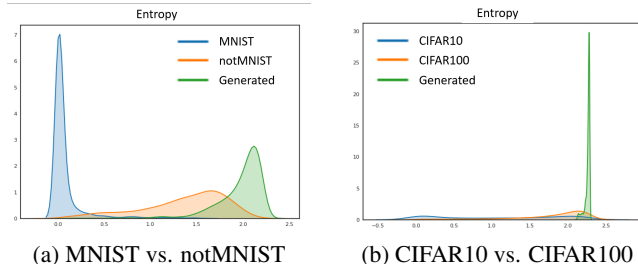 Entropy
MNIST
notMNIST
Generated
7
6
5
4
3
2
1
0
0.0 0.5 1.0 1.5 2.0 2.5
(a) MNIST vs. notMNIST
Entropy
CIFAR10
CIFAR100
Generated
30
25
20
15
10
5
0
-0.5 0.0 0.5 1.0 1.5 2.0 2.5
(b) CIFAR10 vs. CIFAR100